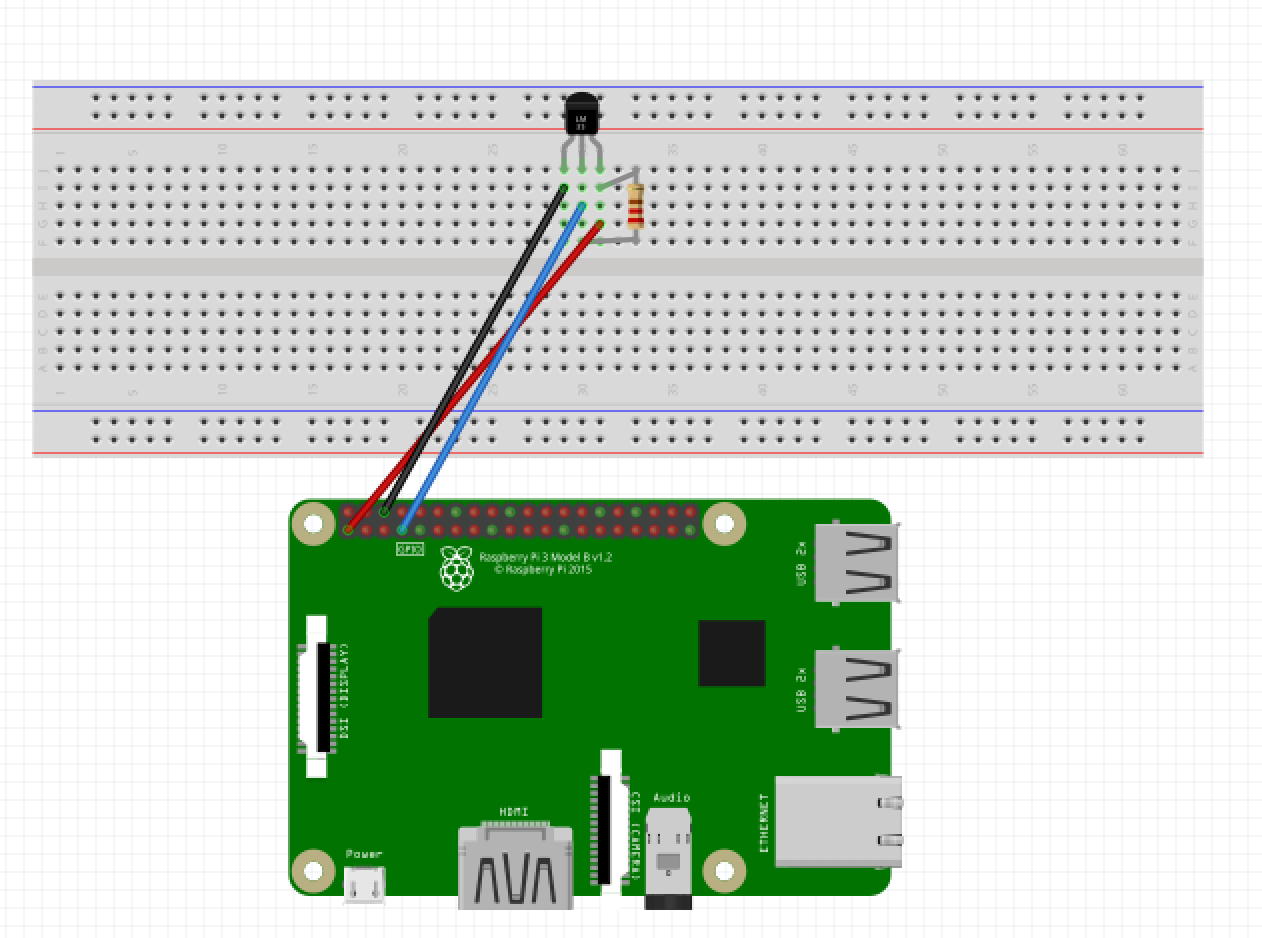 1 5 10 15 20 25 30 35 40 45 50 55 60
J J
I I
H H
G G
F F
LM
35
E E
D D
C C
B B
A A
1 5 10 15 20 25 30 35 40 45 50 55 60
GPIO
Raspberry Pi 3 Model B v1.2
© Raspberry Pi 2015
USB 2x
DSI (DISPLAY)
USB 2x
HDMI
CSI (CAMERA)
Audio
ETHERNET
Power